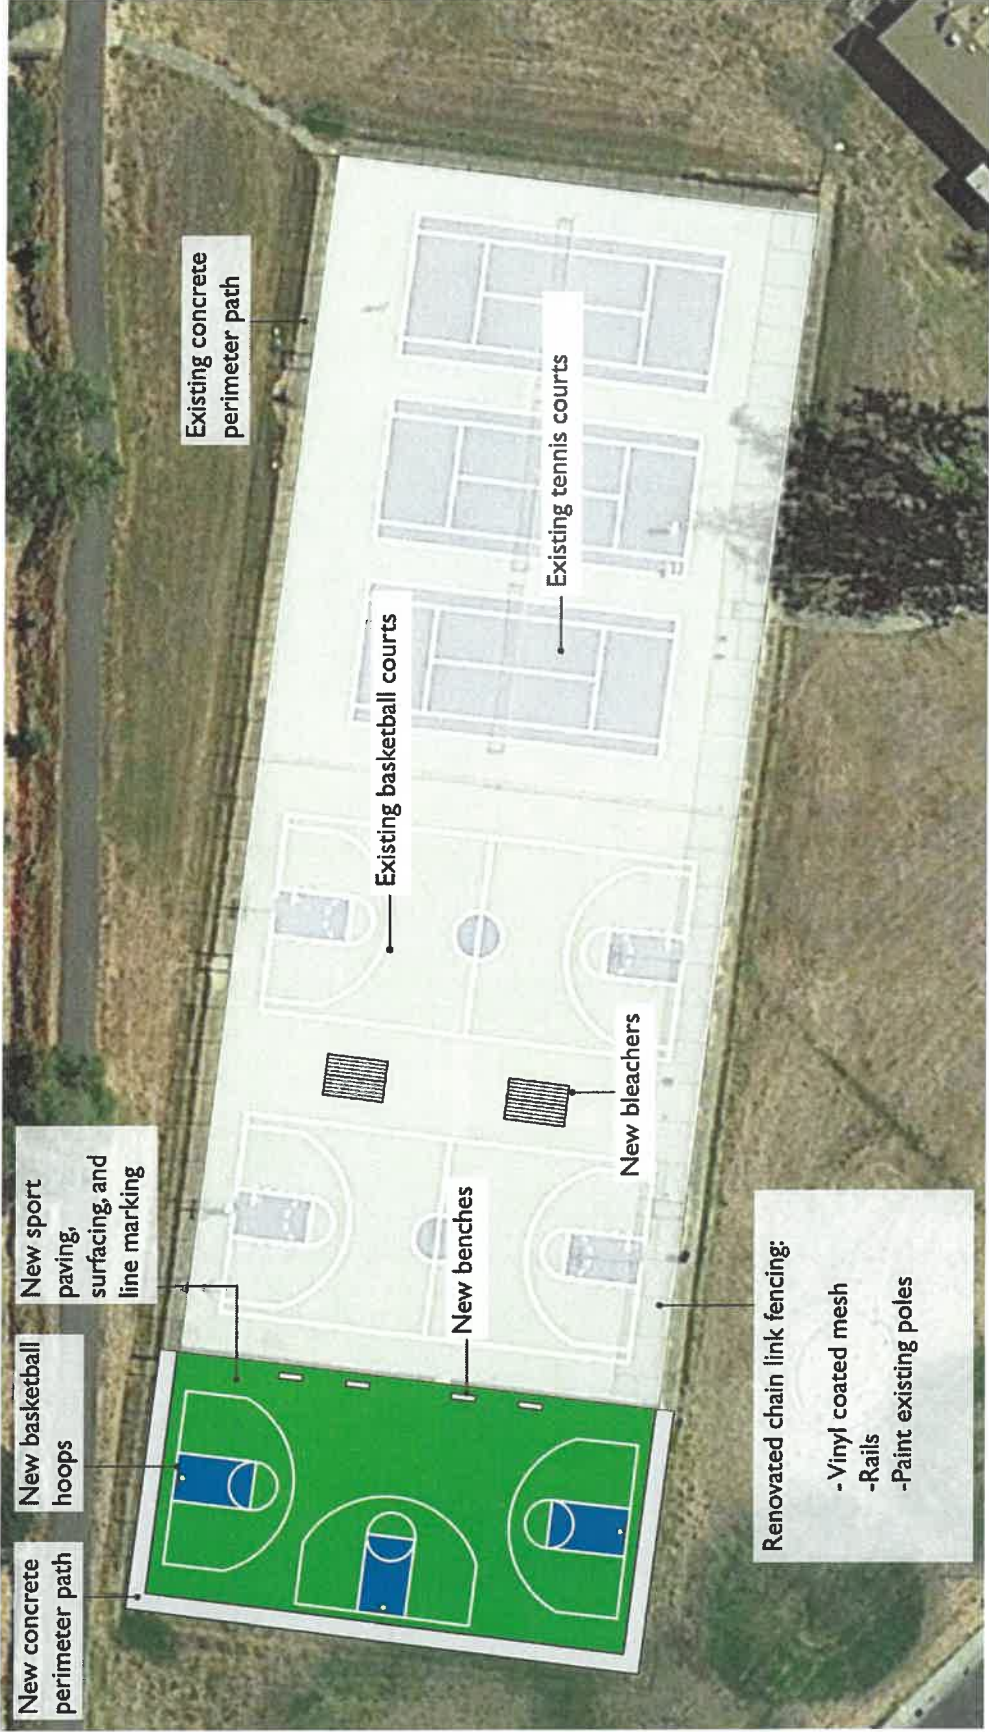 New concrete
perimeter path
New basketball
hoops
New sport
paving,
surfacing, and
line marking
Existing concrete
perimeter path
New benches
New bleachers
Existing basketball courts
Existing tennis courts
Renovated chain link fencing:
-Vinyl coated mesh
-Rails
-Paint existing poles